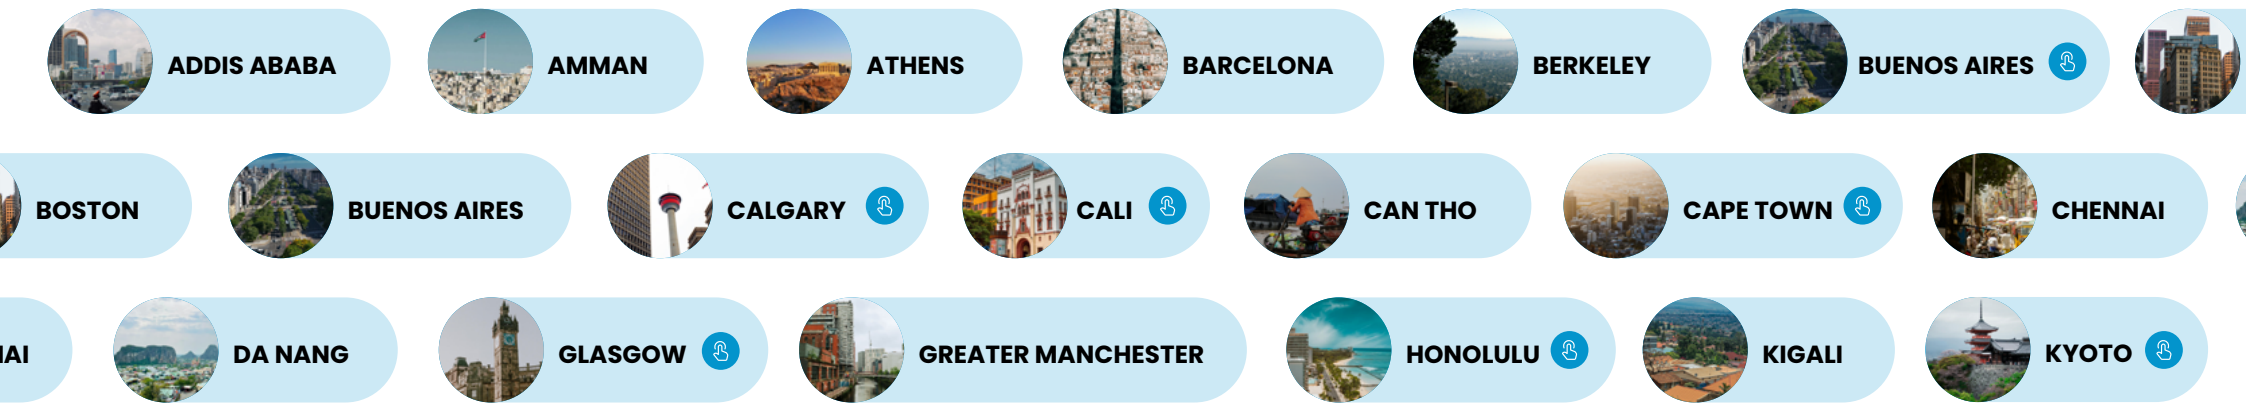 ADDIS ABABA AMMAN ATHENS BARCELONA BERKELEY BUENOS AIRES
BOSTON BUENOS AIRES CALGARY CALI CAN THO CAPE TOWN CHENNAI
AI DA NANG GLASGOW GREATER MANCHESTER HONOLULU KIGALI KYOTO